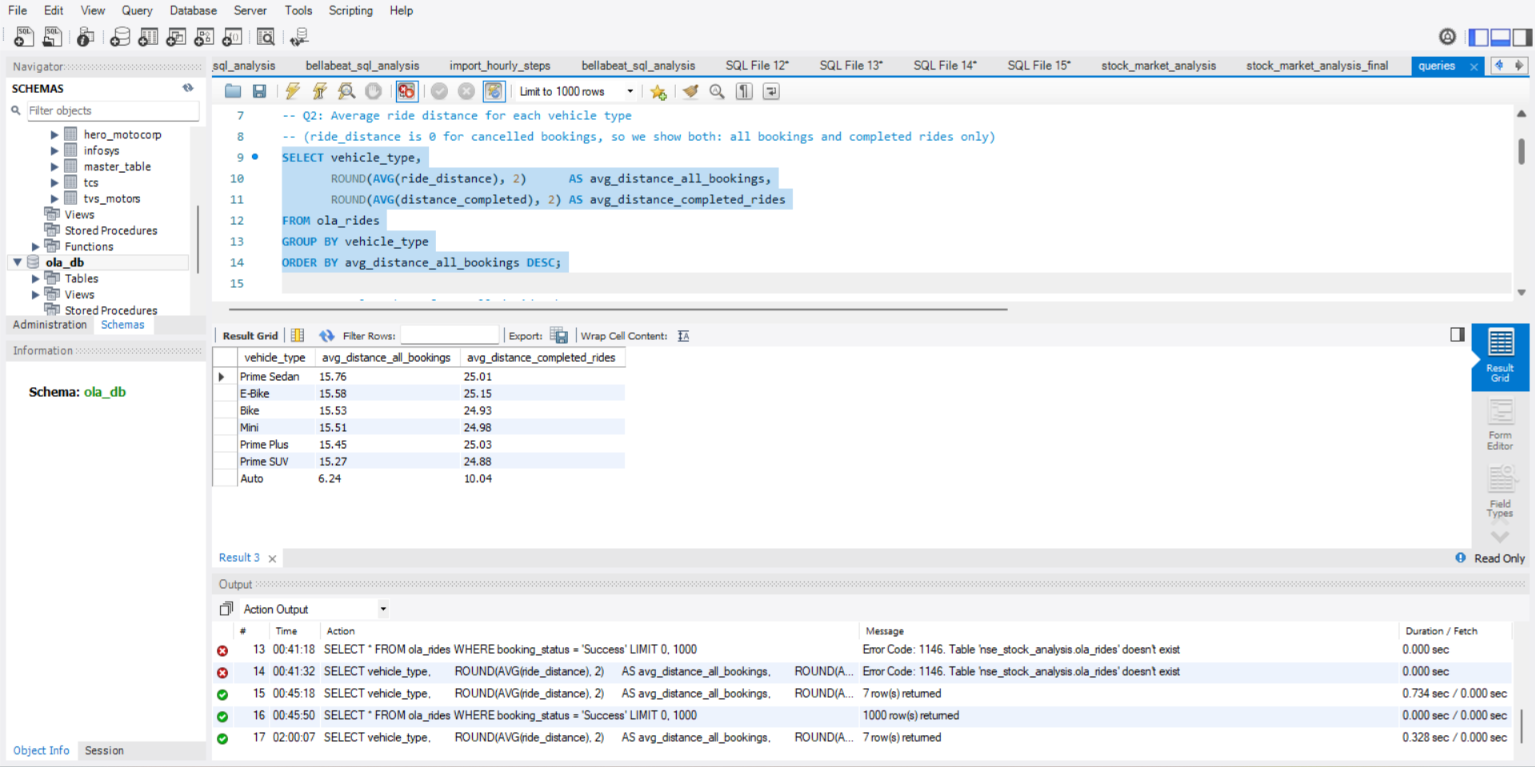 File Edit View Query Database Server Tools Scripting Help
Navigator
SCHEMAS
Filter objects
hero_motocorp
infosys
master_table
tcs
tvs_motors
Views
Stored Procedures
Functions
ola_db
Tables
Views
Stored Procedures
Administration Schemas
Information
Schema: ola_db
Object Info Session
sql_analysis bellabeat_sql_analysis import_hourly_steps bellabeat_sql_analysis SQL File 12* SQL File 13* SQL File 14* SQL File 15* stock_market_analysis stock_market_analysis_final queries
Limit to 1000 rows
7 -- Q2: Average ride distance for each vehicle type
8 -- (ride_distance is 0 for cancelled bookings, so we show both: all bookings and completed rides only)
9 SELECT vehicle_type,
10 ROUND(AVG(ride_distance), 2) AS avg_distance_all_bookings,
11 ROUND(AVG(distance_completed), 2) AS avg_distance_completed_rides
12 FROM ola_rides
13 GROUP BY vehicle_type
14 ORDER BY avg_distance_all_bookings DESC;
15
Result Grid Filter Rows: Export: Wrap Cell Content:
vehicle_type avg_distance_all_bookings avg_distance_completed_rides
Prime Sedan 15.76 25.01
E-Bike 15.58 25.15
Bike 15.53 24.93
Mini 15.51 24.98
Prime Plus 15.45 25.03
Prime SUV 15.27 24.88
Auto 6.24 10.04
Result Grid
Form Editor
Field Types
Result 3 Read Only
Output
Action Output
# Time Action Message Duration / Fetch
13 00:41:18 SELECT * FROM ola_rides WHERE booking_status = 'Success' LIMIT 0, 1000 Error Code: 1146. Table 'nse_stock_analysis.ola_rides' doesn't exist 0.000 sec
14 00:41:32 SELECT vehicle_type, ROUND(AVG(ride_distance), 2) AS avg_distance_all_bookings, ROUND(A... Error Code: 1146. Table 'nse_stock_analysis.ola_rides' doesn't exist 0.000 sec
15 00:45:18 SELECT vehicle_type, ROUND(AVG(ride_distance), 2) AS avg_distance_all_bookings, ROUND(A... 7 row(s) returned 0.734 sec / 0.000 sec
16 00:45:50 SELECT * FROM ola_rides WHERE booking_status = 'Success' LIMIT 0, 1000 1000 row(s) returned 0.000 sec / 0.000 sec
17 02:00:07 SELECT vehicle_type, ROUND(AVG(ride_distance), 2) AS avg_distance_all_bookings, ROUND(A... 7 row(s) returned 0.328 sec / 0.000 sec